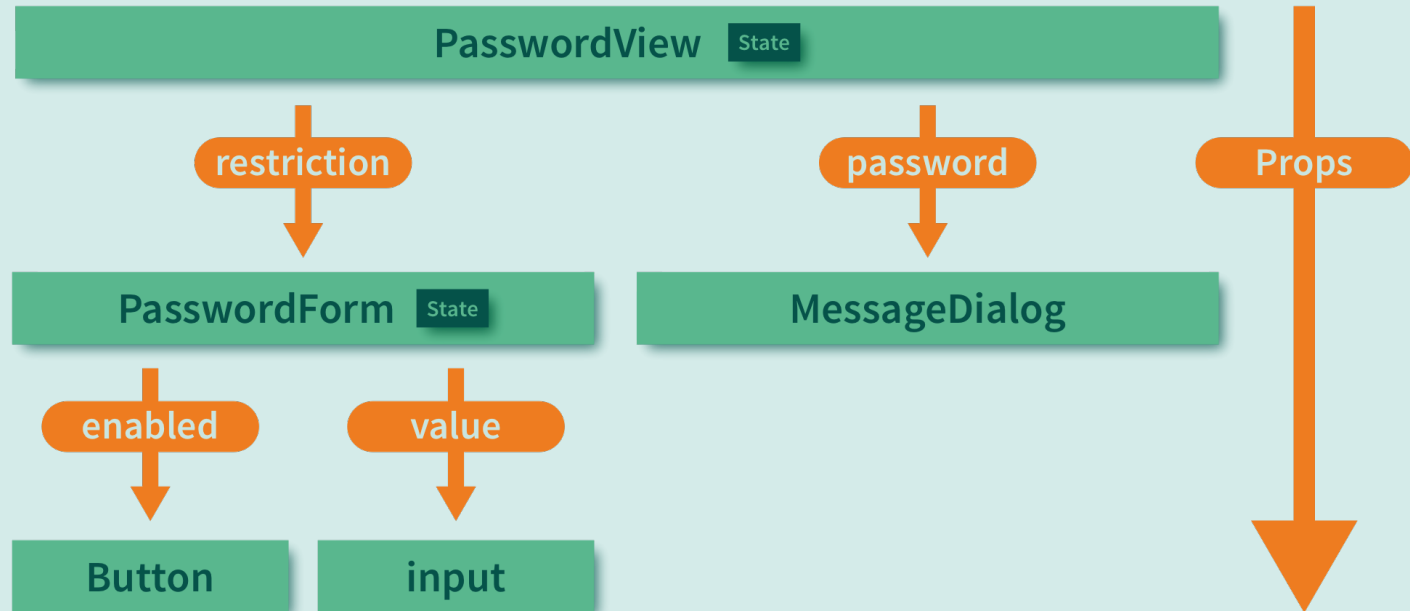 PasswordView State
restriction
password
Props
PasswordForm State
MessageDialog
enabled
value
Button
input